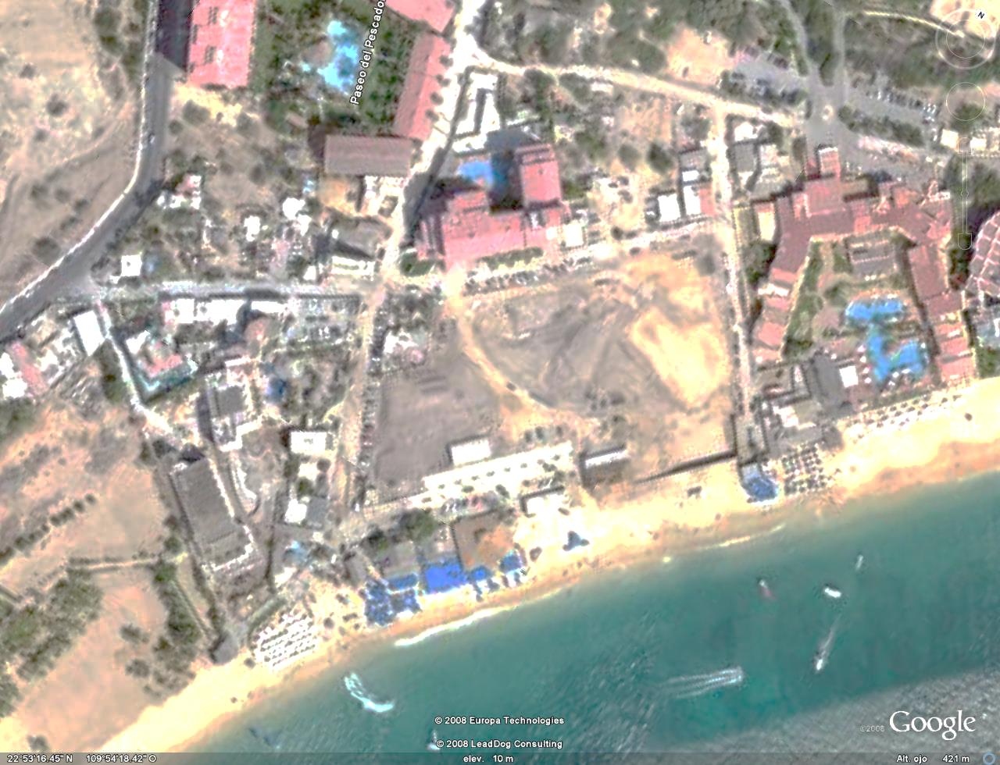 N
Paseo del Pescador
© 2008 Europa Technologies
© 2008 LeadDog Consulting
©2008 Google
22°53'16.45" N 109°54'18.42" O elev. 10 m Alt. ojo 421 m